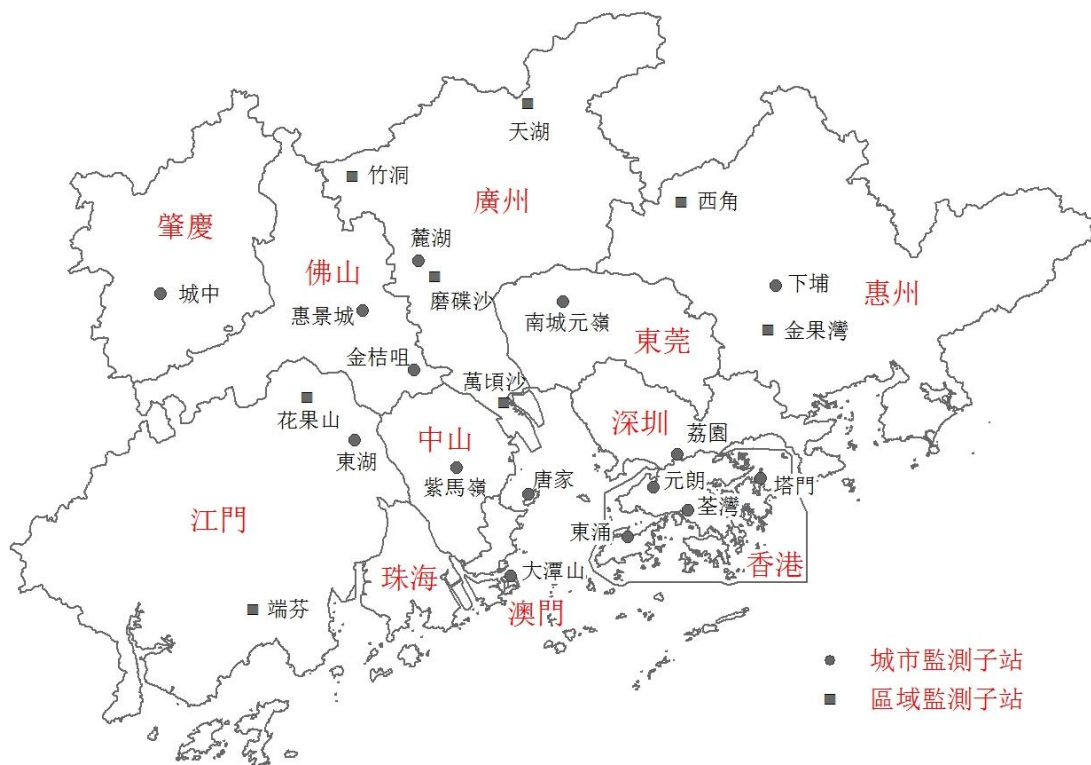 天湖
竹洞
廣州
西角
肇慶
麓湖
佛山
磨碟沙
城中
下埔
惠州
惠景城
南城元嶺
東莞
金果灣
金桔咀
萬頃沙
花果山
深圳
中山
荔園
東湖
紫馬嶺
唐家
元朗
塔門
荃灣
江門
東涌
香港
珠海
大潭山
澳門
端芬
城市監測子站
區域監測子站